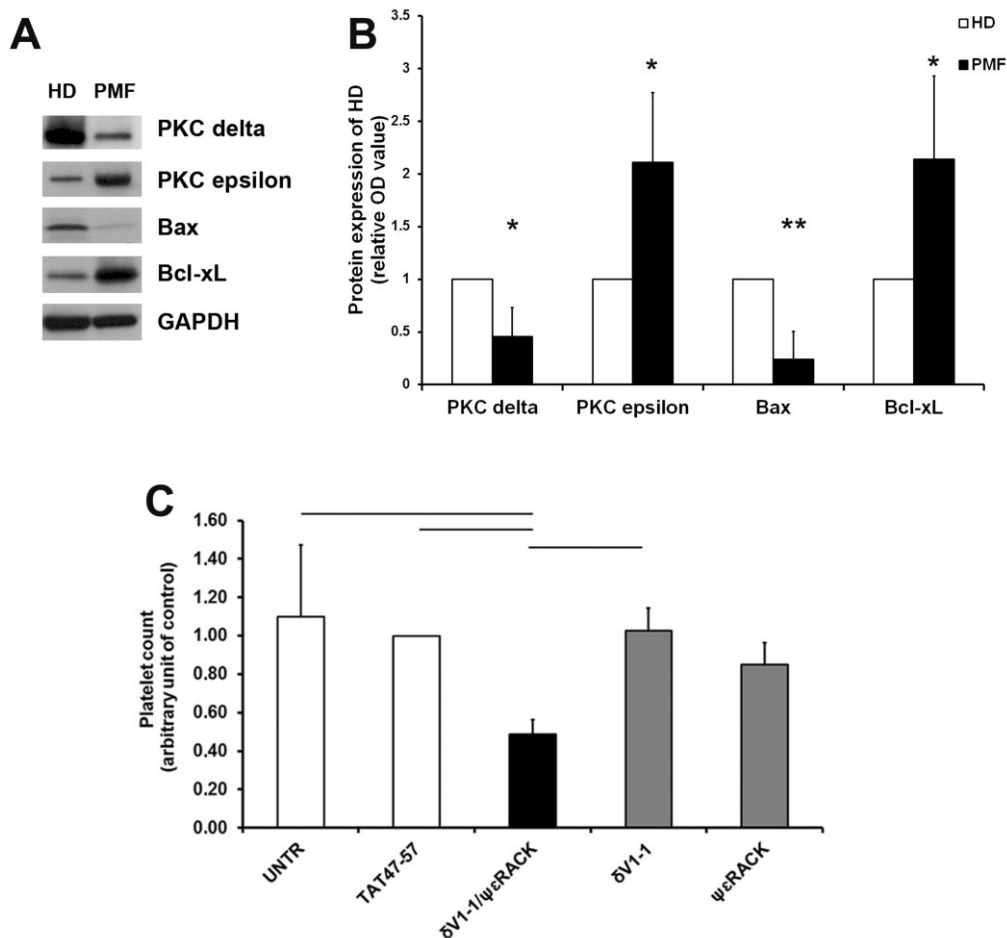 A
HD PMF
PKC delta
PKC epsilon
Bax
Bcl-xL
GAPDH
B
Protein expression of HD
(relative OD value)
3.5
3
2.5
2
1.5
1
0.5
0
*
*
**
*
HD
PMF
PKC delta PKC epsilon Bax Bcl-xL
C
Platelet count
(arbitrary unit of control)
1.60
1.40
1.20
1.00
0.80
0.60
0.40
0.20
0.00
UNTR
TAT47-57
δV1-1/ψεRACK
δV1-1
ψεRACK